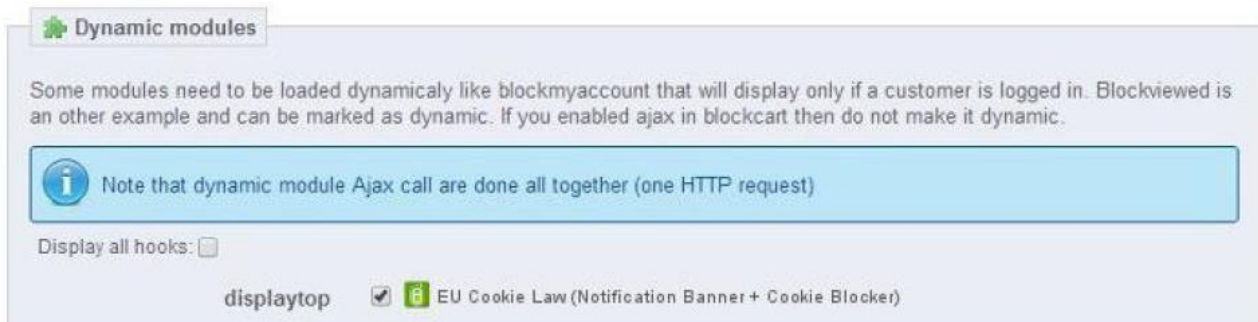 Dynamic modules
Some modules need to be loaded dynamicaly like blockmyaccount that will display only if a customer is logged in. Blockviewed is
an other example and can be marked as dynamic. If you enabled ajax in blockcart then do not make it dynamic.
Note that dynamic module Ajax call are done all together (one HTTP request)
Display all hooks:
displaytop EU Cookie Law (Notification Banner + Cookie Blocker)